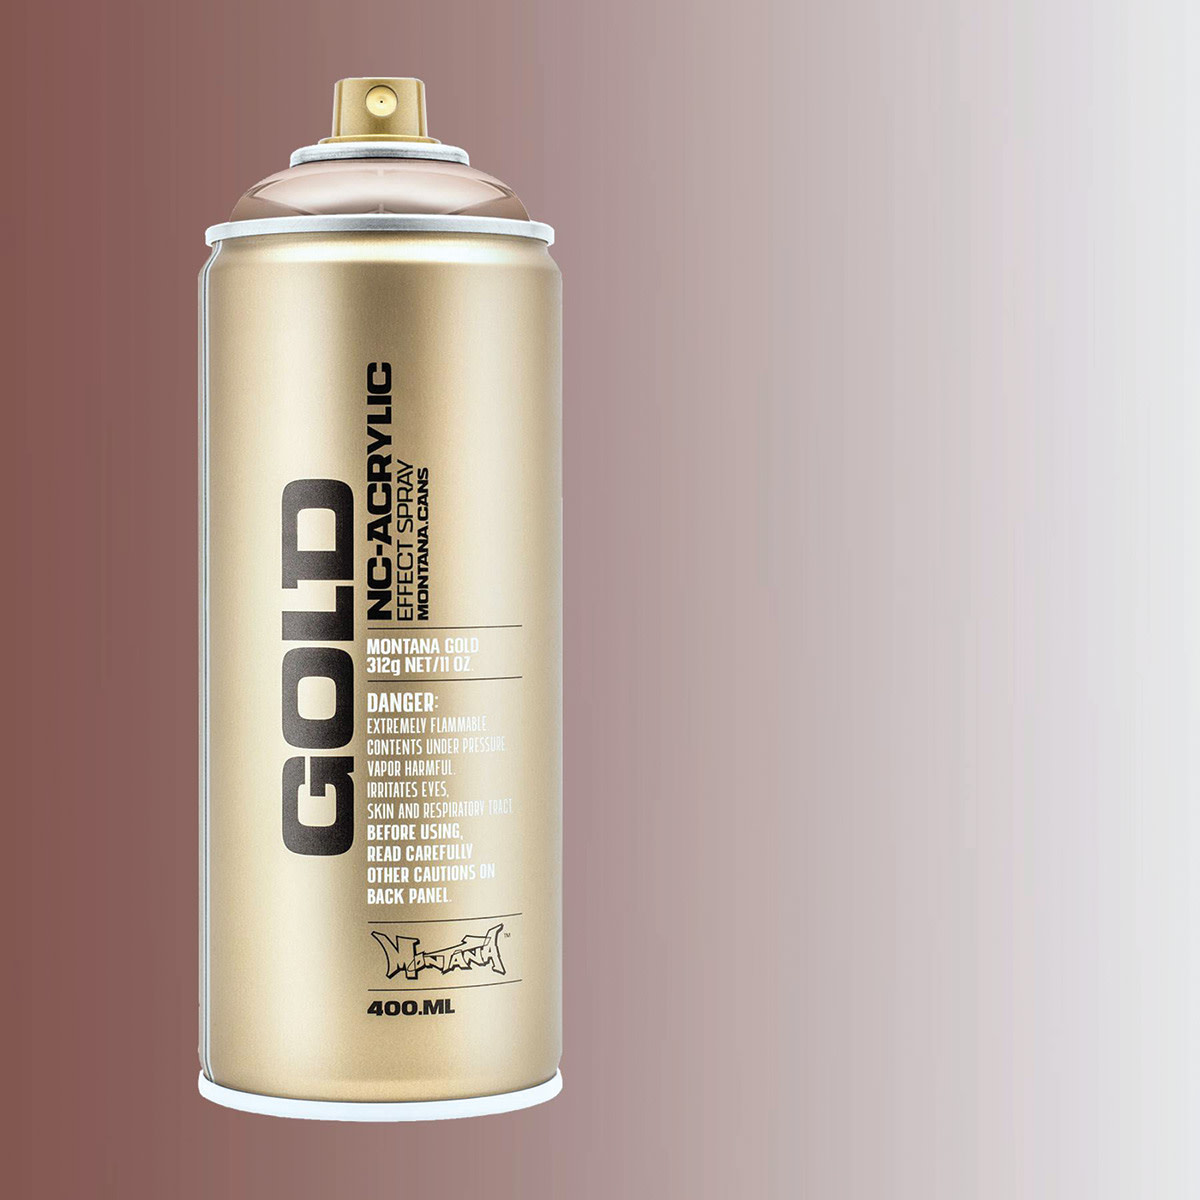 GOLD
NC-ACRYLIC
EFFECT SPRAY
MONTANA.CANS
MONTANA GOLD
312g NET/11 OZ.
DANGER:
EXTREMELY FLAMMABLE
CONTENTS UNDER PRESSURE
VAPOR HARMFUL.
IRRITATES EYES,
SKIN AND RESPIRATORY TRACT.
BEFORE USING,
READ CAREFULLY
OTHER CAUTIONS ON
BACK PANEL.
MONTANA™
400.ML